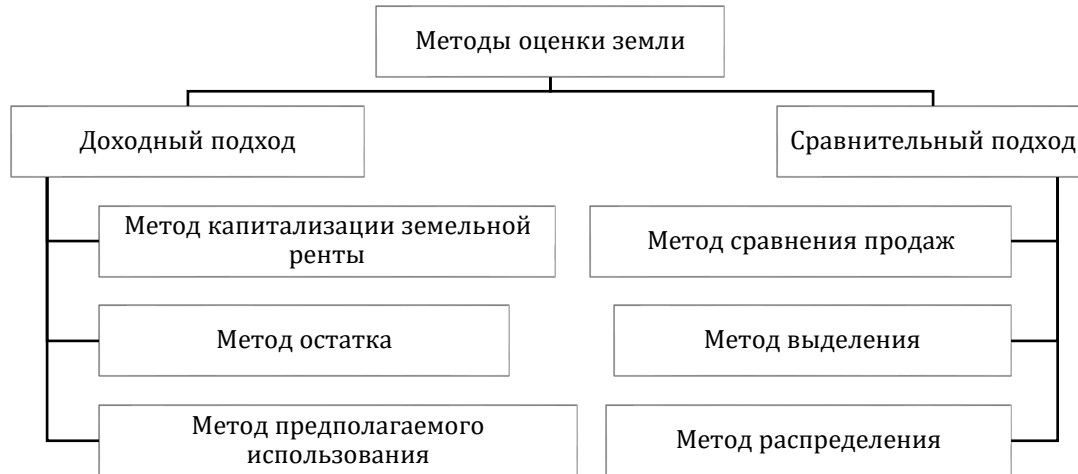 Методы оценки земли
Доходный подход
Сравнительный подход
Метод капитализации земельной
ренты
Метод сравнения продаж
Метод остатка
Метод выделения
Метод предполагаемого
использования
Метод распределения